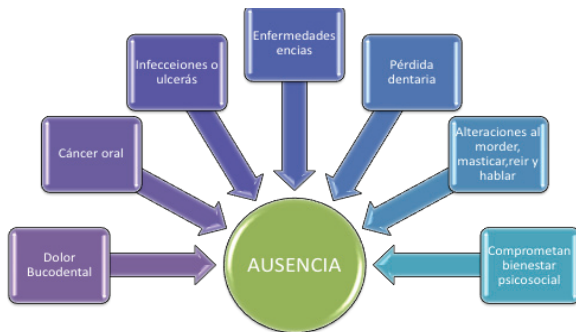 Enfermedades
encias
Infecceiones o
ulcerás
Pérdida
dentaria
Cáncer oral
Alteraciones al
morder,
masticar,reir y
hablar
Dolor
Bucodental
AUSENCIA
Comprometan
bienestar
psicosocial